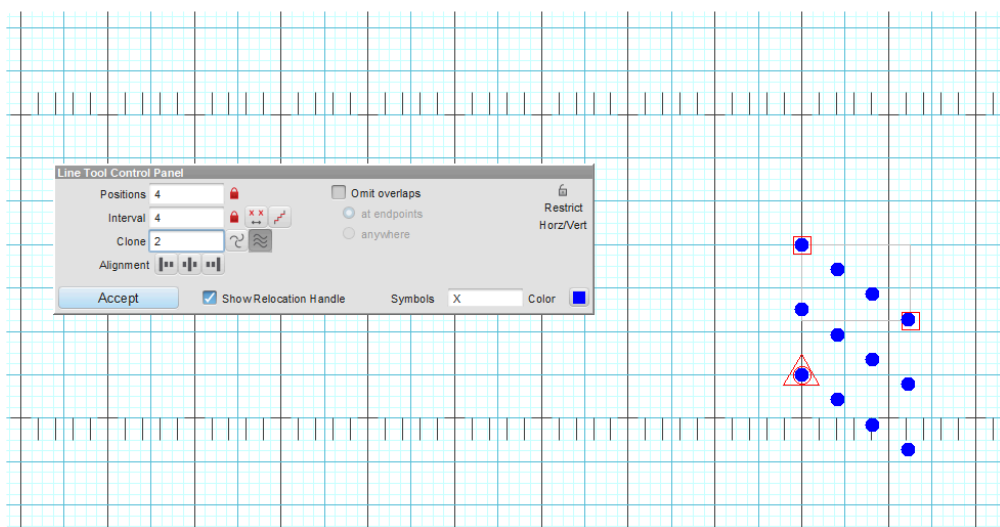 Line Tool Control Panel
Positions 4
Interval 4
Clone 2
Alignment
Omit overlaps
at endpoints
anywhere
Restrict
Horz/Vert
Accept
Show Relocation Handle
Symbols X
Color